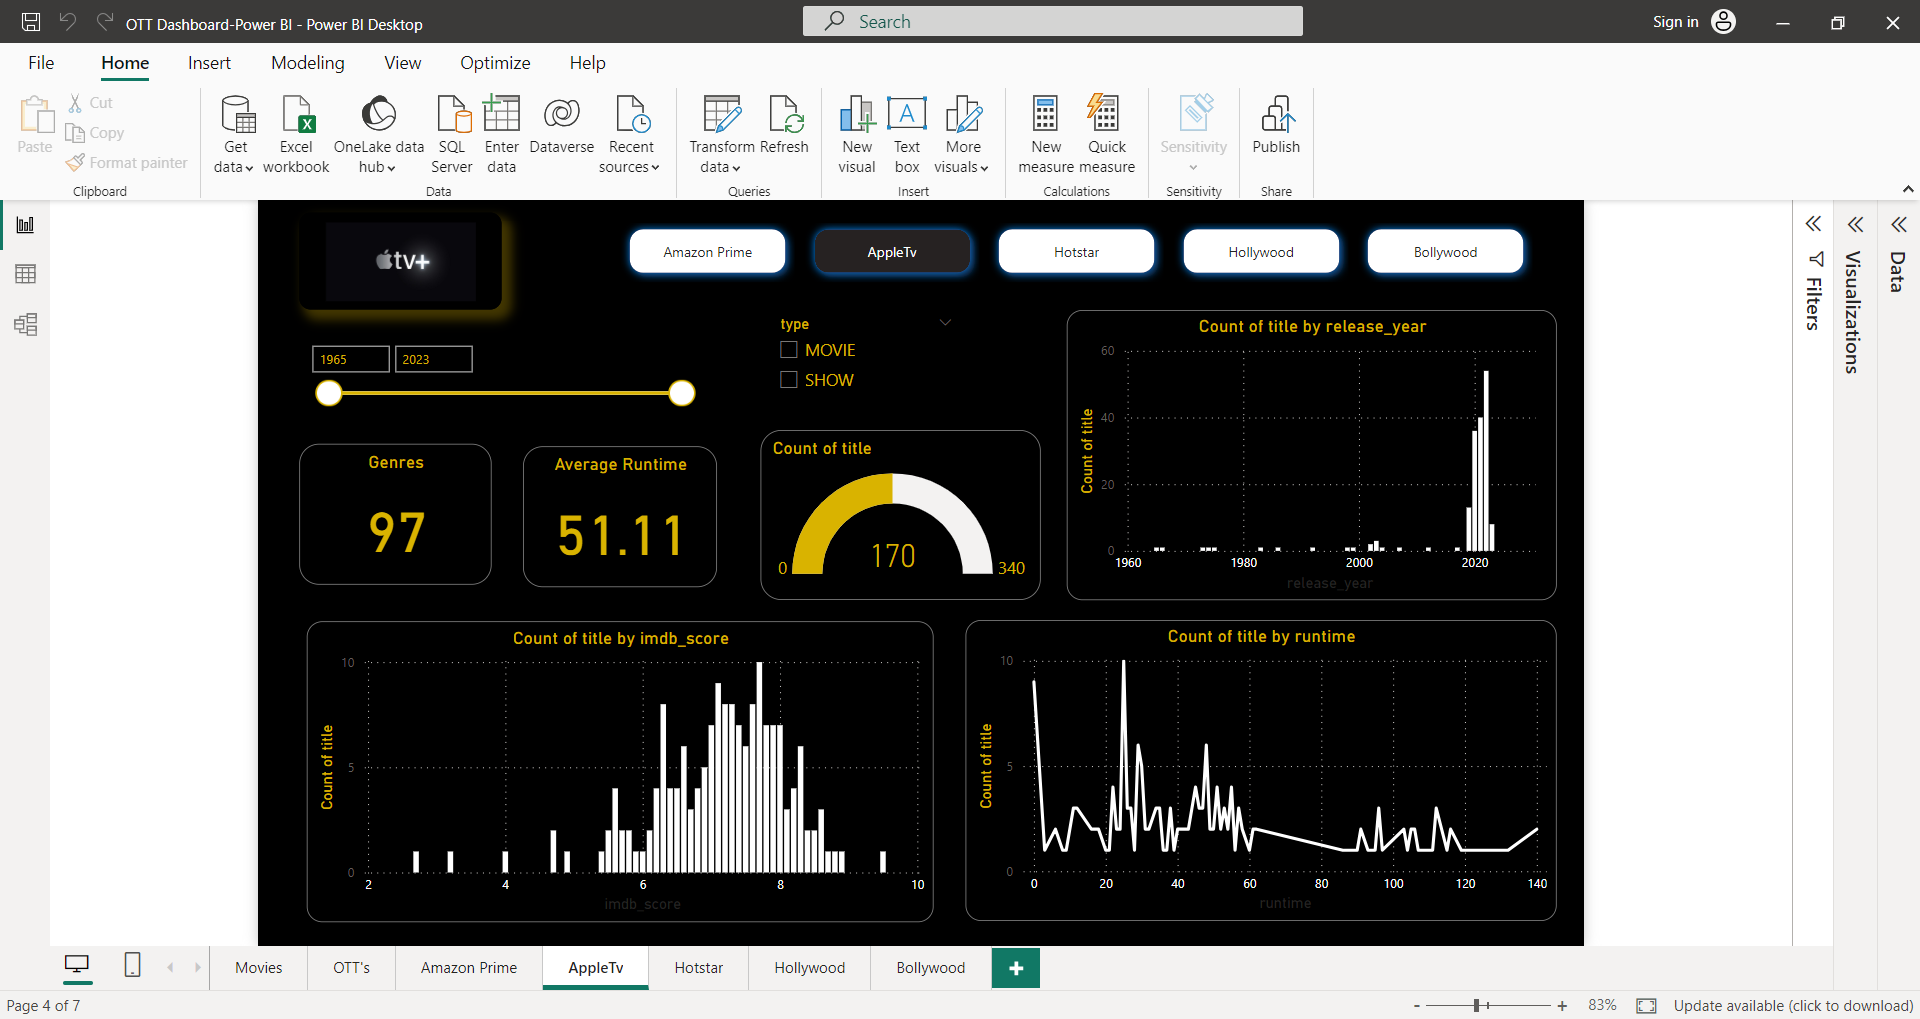 OTT Dashboard-Power BI - Power BI Desktop
Search
Sign in
File Home Insert Modeling View Optimize Help
Paste
Cut
Copy
Format painter
Clipboard
Get data
Excel workbook
OneLake data hub
SQL Server
Enter data
Dataverse
Recent sources
Data
Transform data
Refresh
Queries
New visual
Text box
More visuals
Insert
New measure
Quick measure
Calculations
Sensitivity
Sensitivity
Publish
Share
tv+
Amazon Prime
AppleTv
Hotstar
Hollywood
Bollywood
1965 2023
type
MOVIE
SHOW
Genres
97
Average Runtime
51.11
Count of title
170
0 340
Count of title by release_year
Count of title
60
40
20
0
1960 1980 2000 2020
release_year
Count of title by imdb_score
Count of title
10
5
0
2 4 6 8 10
imdb_score
Count of title by runtime
Count of title
10
5
0
0 20 40 60 80 100 120 140
runtime
Filters
Visualizations
Data
Movies OTT's Amazon Prime AppleTv Hotstar Hollywood Bollywood +
Page 4 of 7
- + 83% Update available (click to download)